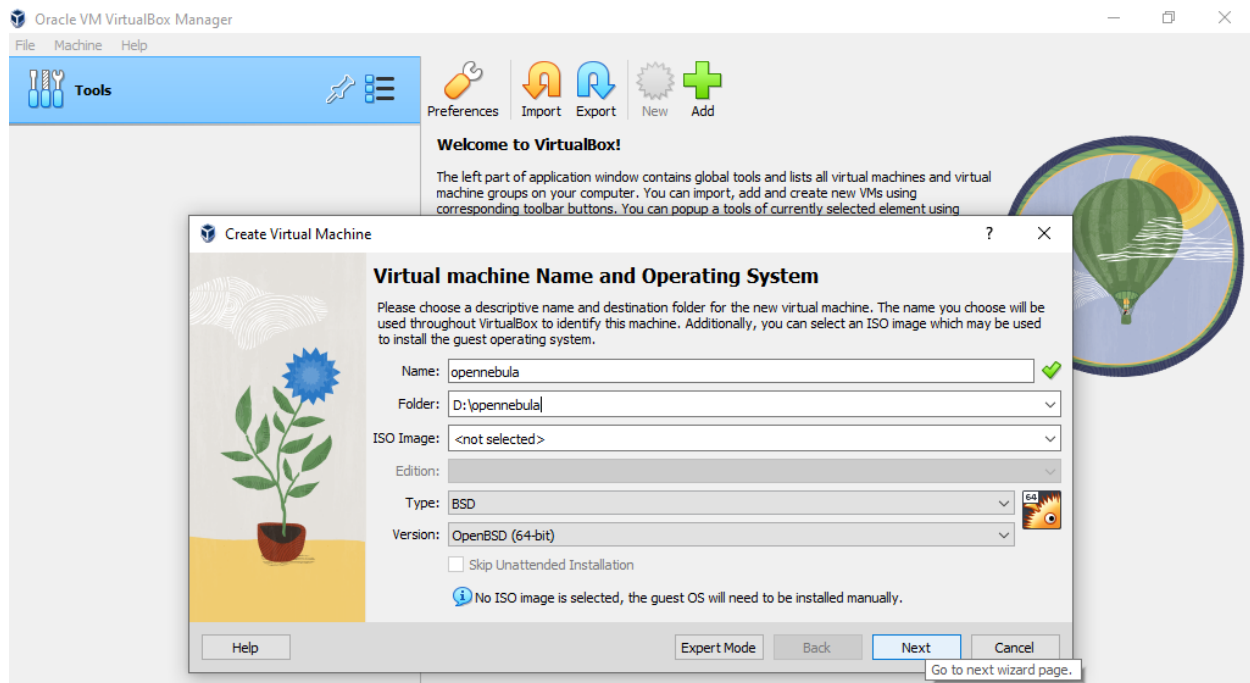 Oracle VM VirtualBox Manager
File Machine Help
Tools
Preferences Import Export New Add
Welcome to VirtualBox!
The left part of application window contains global tools and lists all virtual machines and virtual
machine groups on your computer. You can import, add and create new VMs using
corresponding toolbar buttons. You can popup a tools of currently selected element using
Create Virtual Machine ?
Virtual machine Name and Operating System
Please choose a descriptive name and destination folder for the new virtual machine. The name you choose will be
used throughout VirtualBox to identify this machine. Additionally, you can select an ISO image which may be used
to install the guest operating system.
Name: opennebula
Folder: D:\opennebula
ISO Image: <not selected>
Edition:
Type: BSD
64
Version: OpenBSD (64-bit)
Skip Unattended Installation
No ISO image is selected, the guest OS will need to be installed manually.
Help Expert Mode Back Next Cancel
Go to next wizard page.